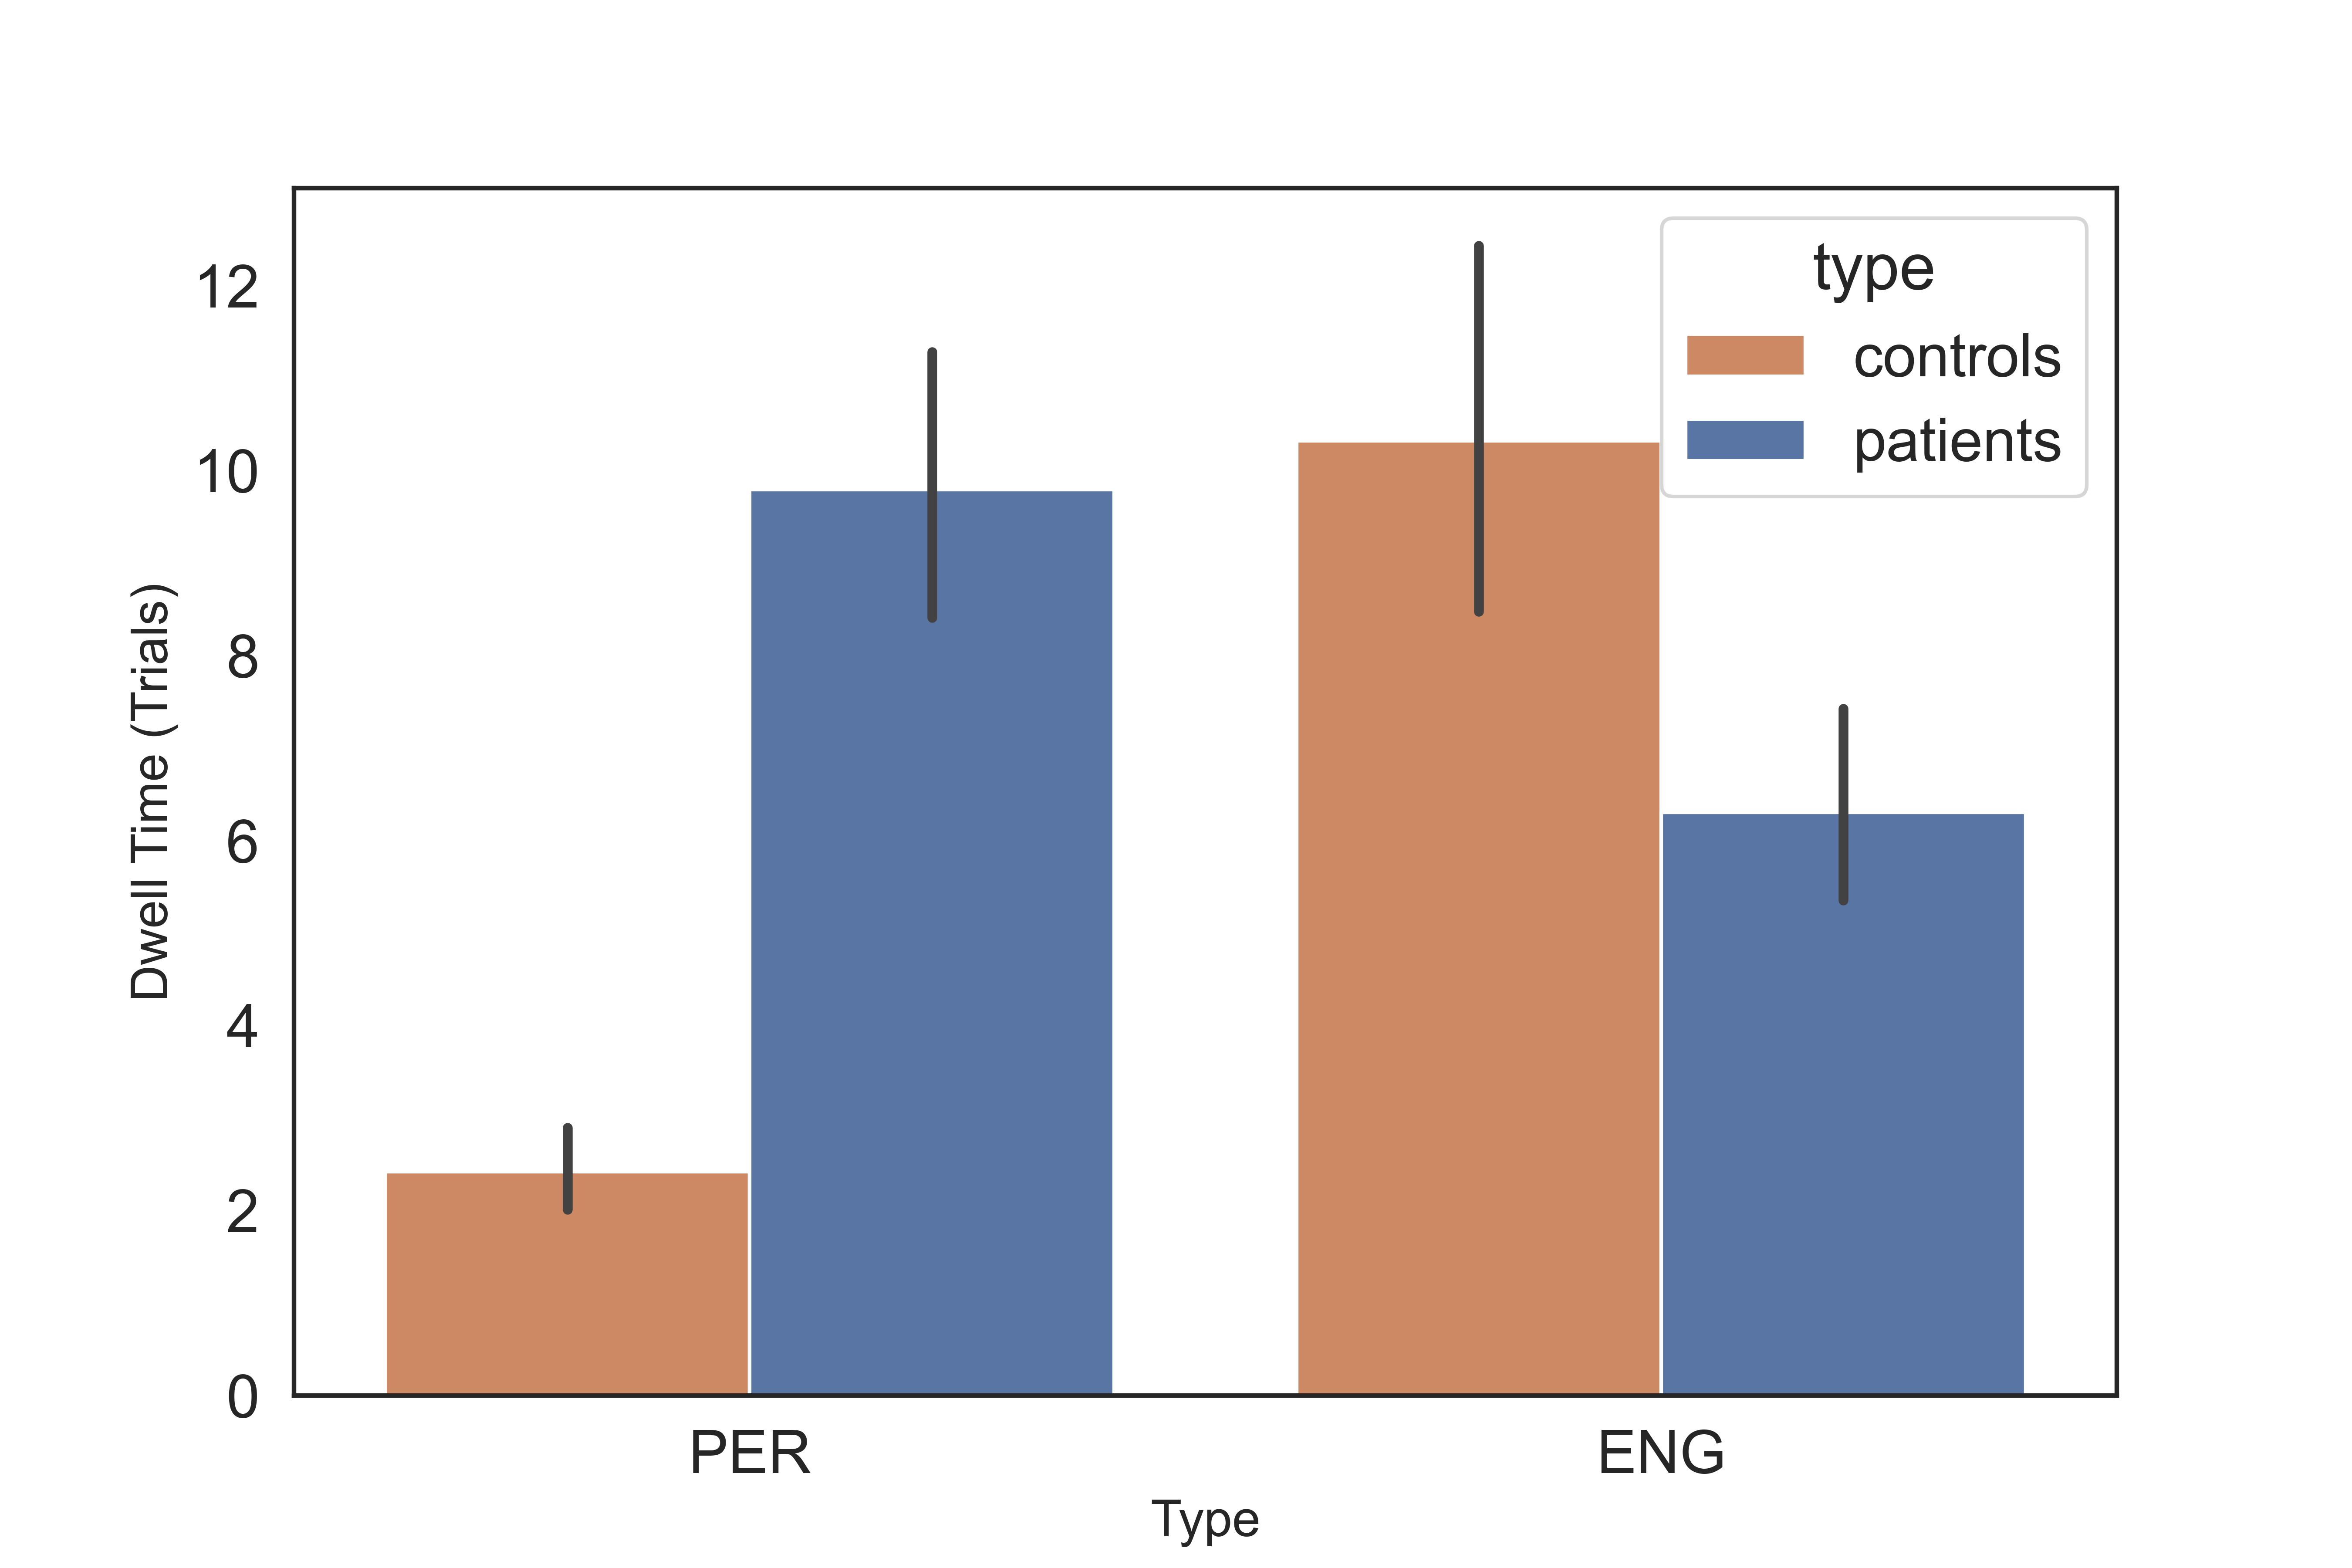 type
controls
patients
12
10
8
6
4
2
0
Dwell Time (Trials)
PER
ENG
Type